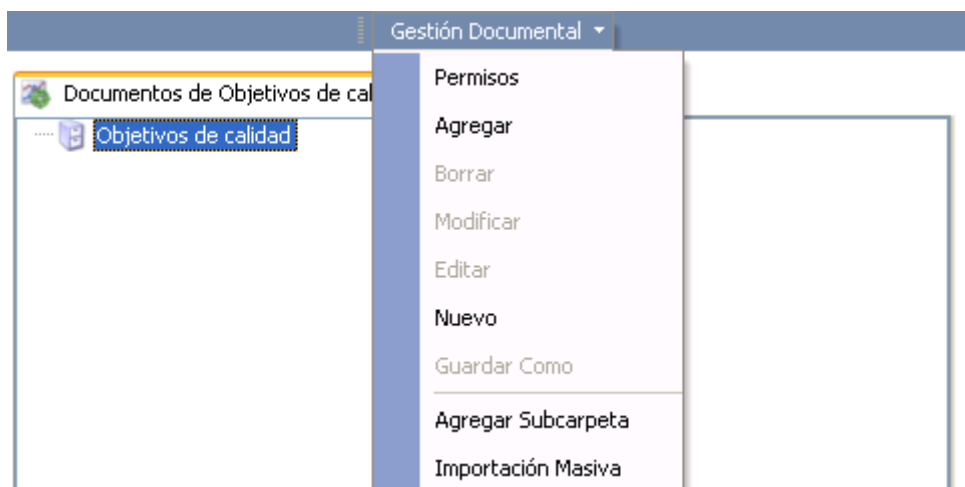 Gestión Documental
Documentos de Objetivos de cal
Objetivos de calidad
Permisos
Agregar
Borrar
Modificar
Editar
Nuevo
Guardar Como
Agregar Subcarpeta
Importación Masiva